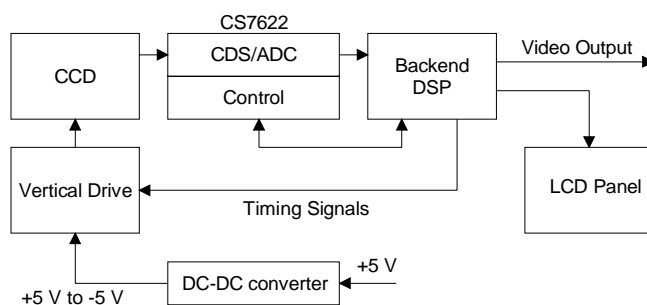 CS7622
CCD
CDS/ADC
Control
Backend
DSP
Video Output
Vertical Drive
Timing Signals
LCD Panel
DC-DC converter
+5 V
+5 V to -5 V